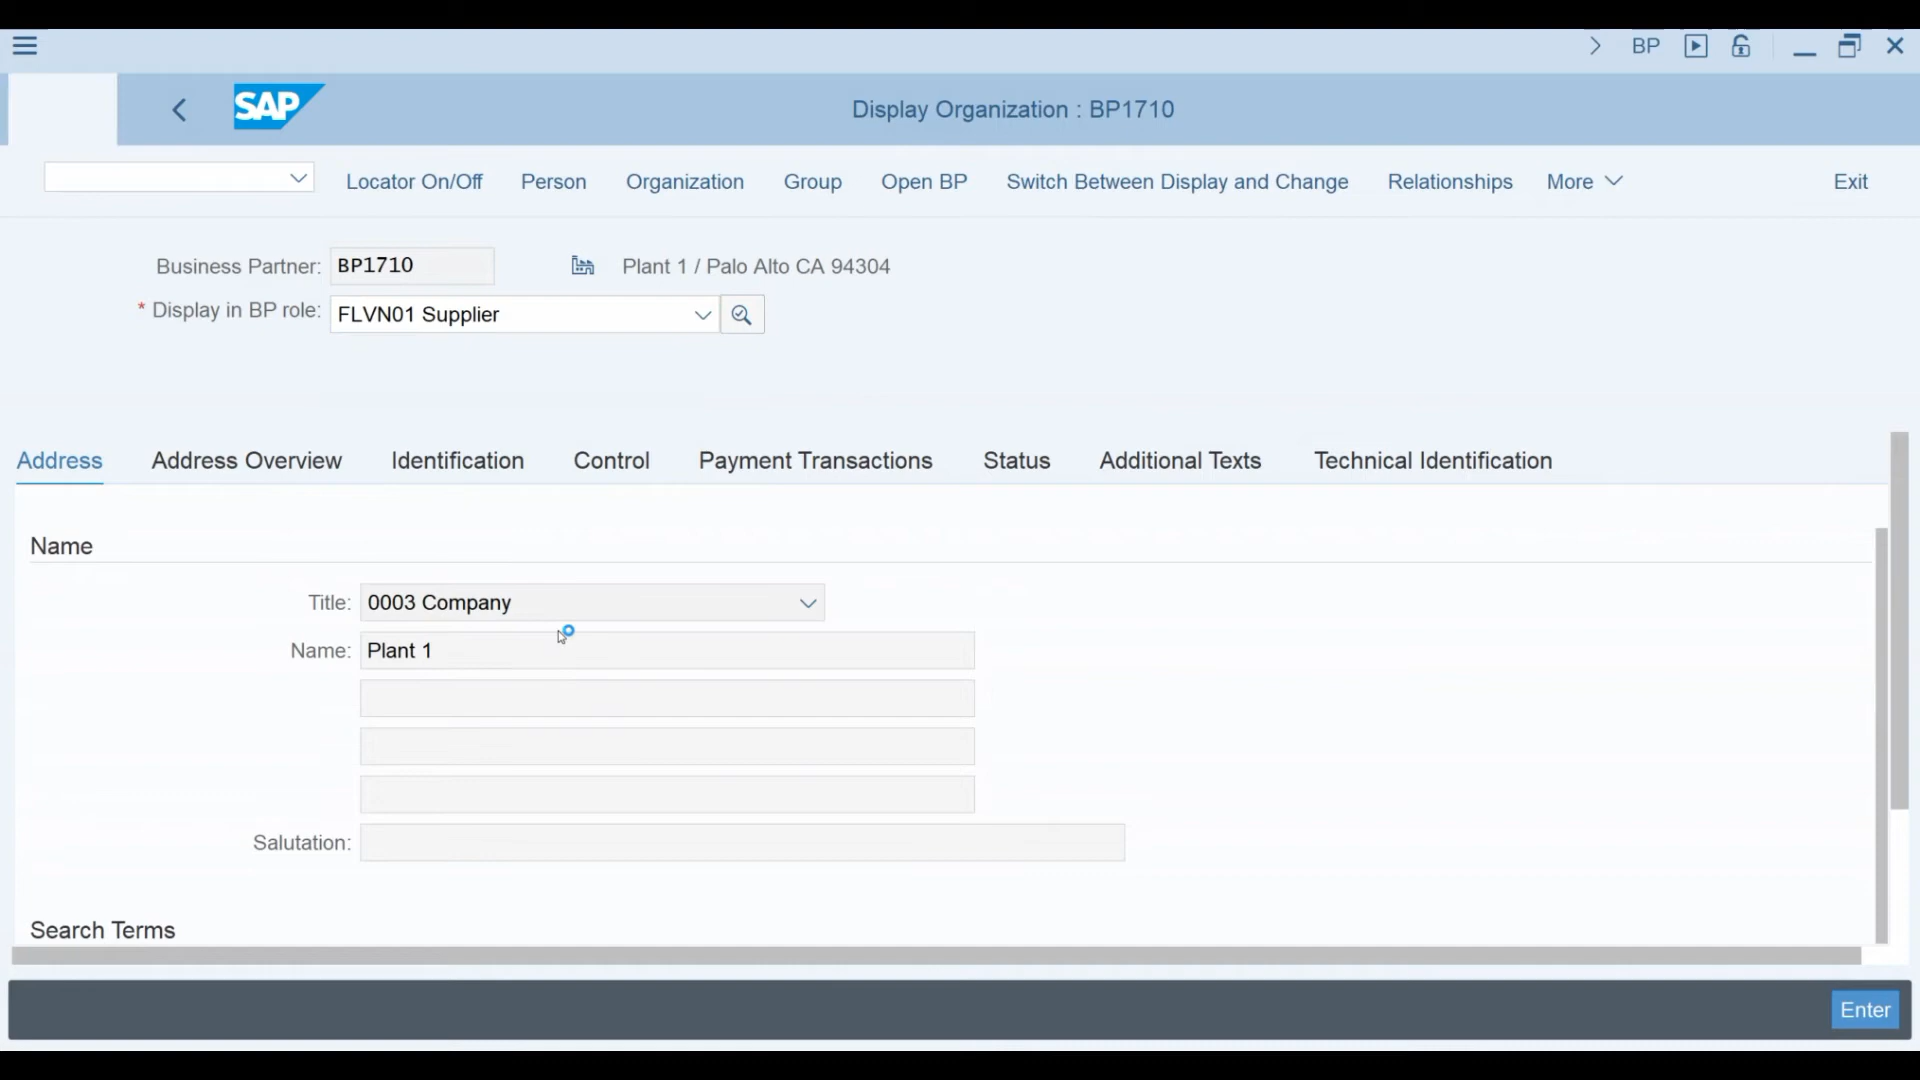 BP
SAP
Display Organization : BP1710
Locator On/Off Person Organization Group Open BP Switch Between Display and Change Relationships More Exit
Business Partner: BP1710 Plant 1 / Palo Alto CA 94304
* Display in BP role: FLVN01 Supplier
Address Address Overview Identification Control Payment Transactions Status Additional Texts Technical Identification
Name
Title: 0003 Company
Name: Plant 1
Salutation:
Search Terms
Enter